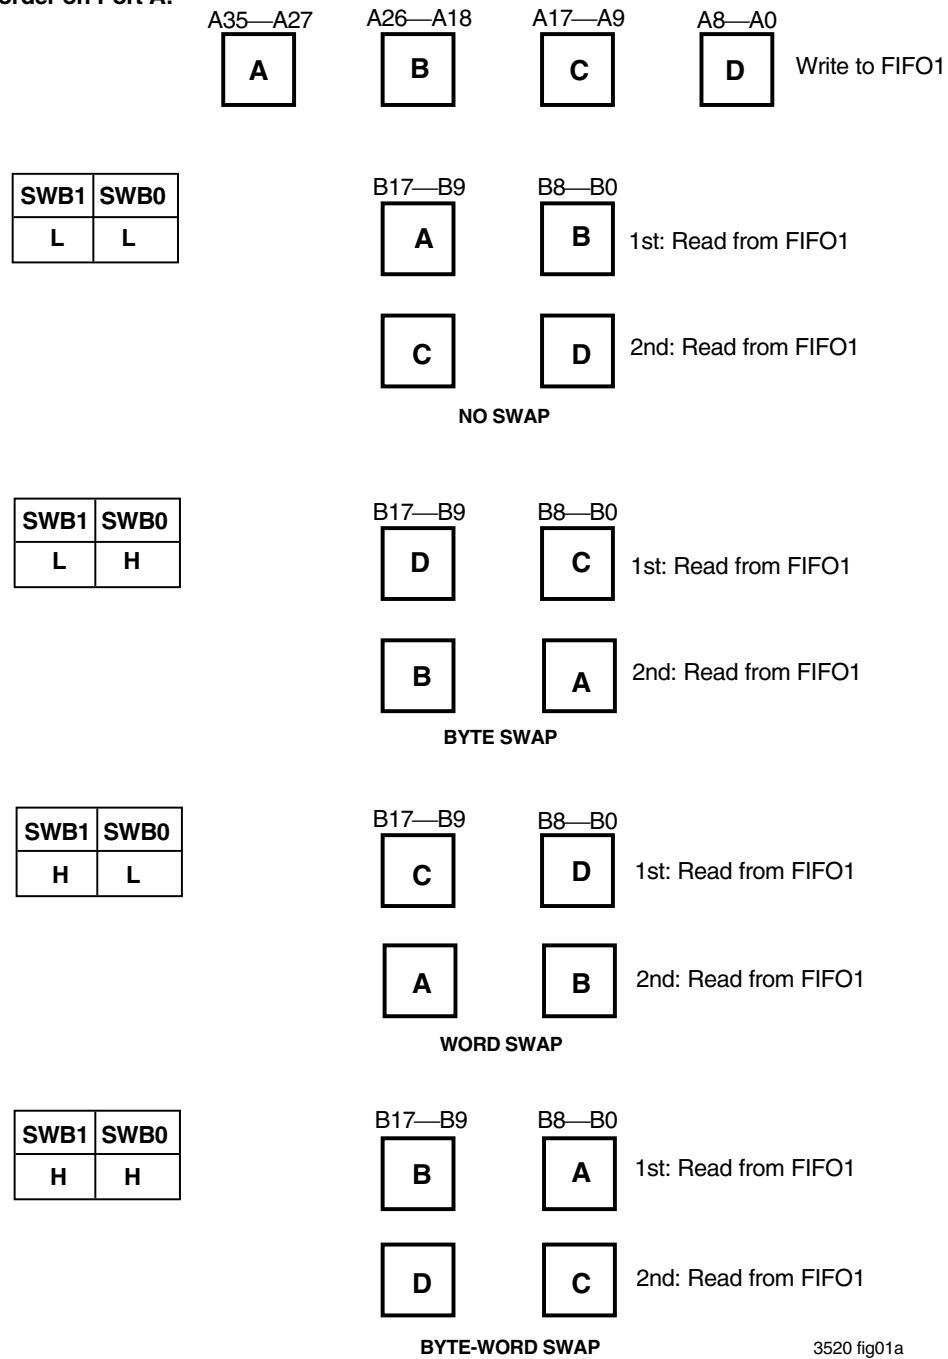 order on Port A:
A35—A27 A26—A18 A17—A9 A8—A0
A B C D Write to FIFO1
SWB1 SWB0 B17—B9 B8—B0
L L A B 1st: Read from FIFO1
C D 2nd: Read from FIFO1
NO SWAP
SWB1 SWB0 B17—B9 B8—B0
L H D C 1st: Read from FIFO1
B A 2nd: Read from FIFO1
BYTE SWAP
SWB1 SWB0 B17—B9 B8—B0
H L C D 1st: Read from FIFO1
A B 2nd: Read from FIFO1
WORD SWAP
SWB1 SWB0 B17—B9 B8—B0
H H B A 1st: Read from FIFO1
D C 2nd: Read from FIFO1
BYTE-WORD SWAP 3520 fig01a